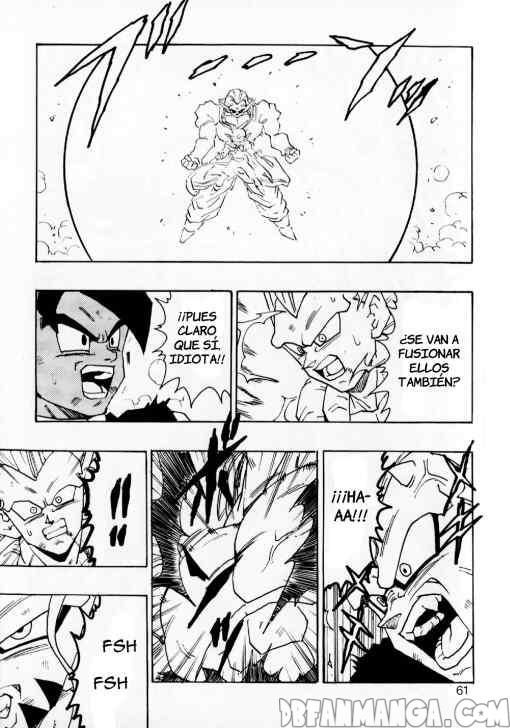 ¿SE VAN A
FUSIONAR
ELLOS
TAMBIÉN?
¡¡PUES
CLARO
QUE SÍ,
IDIOTA!!
¡¡¡HA-
AA!!!
FSH
FSH
61
DBFANMANGA.COM